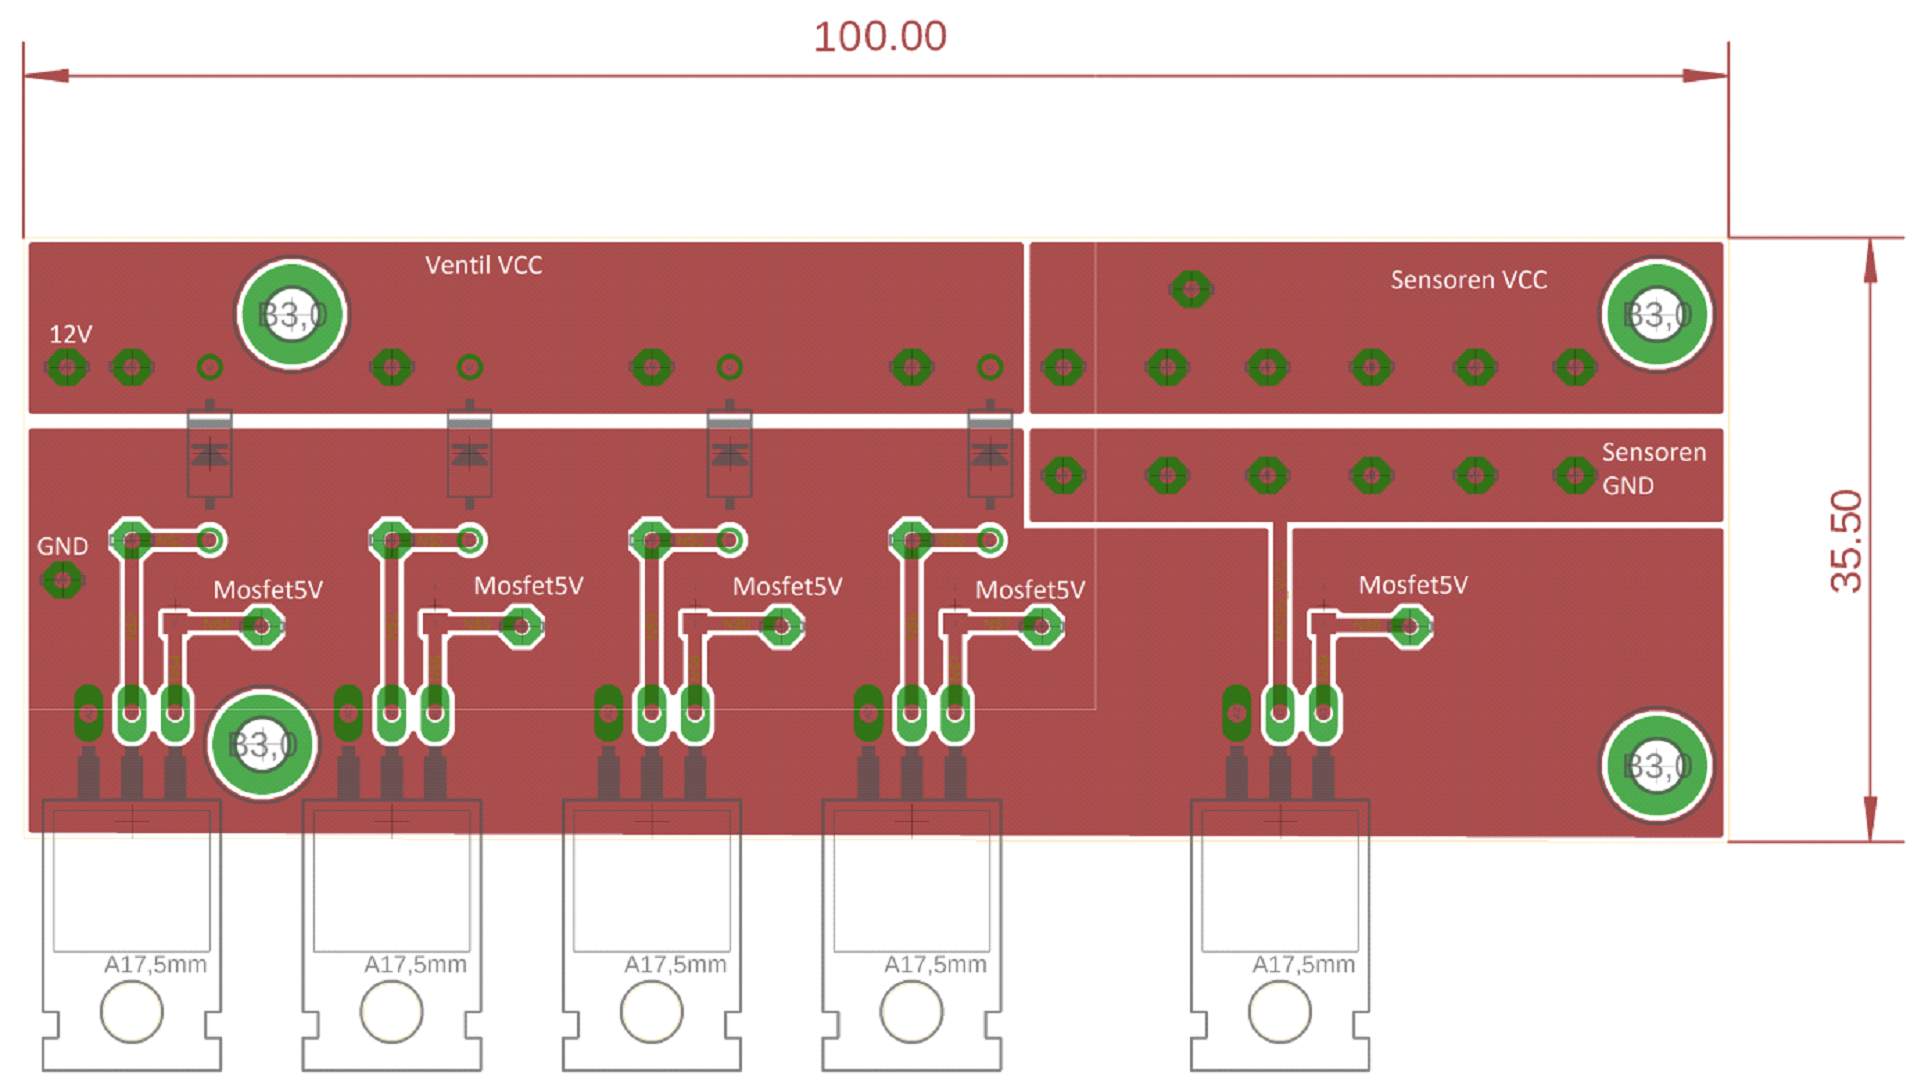 100.00
Ventil VCC
Sensoren VCC
B3,0
B3,0
12V
Sensoren
GND
35.50
GND
Mosfet5V
Mosfet5V
Mosfet5V
Mosfet5V
Mosfet5V
B3,0
B3,0
A17,5mm
A17,5mm
A17,5mm
A17,5mm
A17,5mm